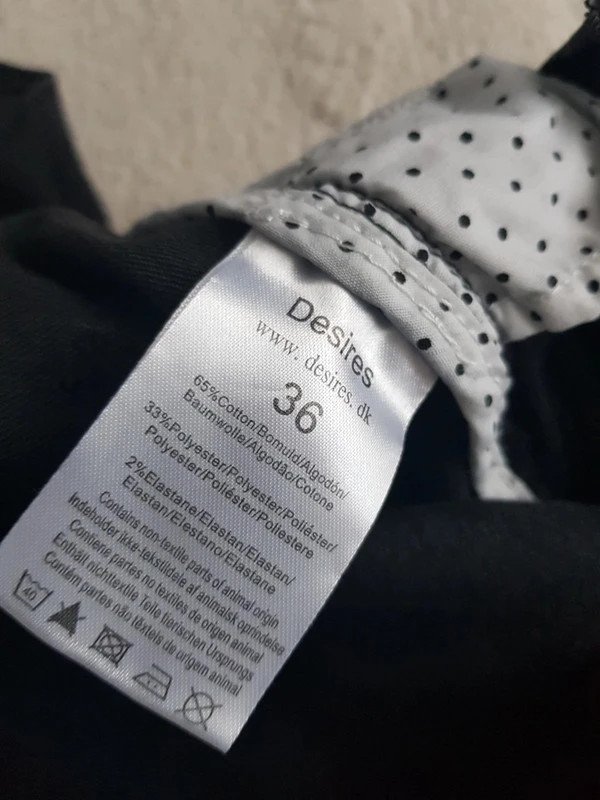 Desires
www. desires. dk
36
65%Cotton/Bomuld/Algodón/
Baumwolle/Algodão/Cotone
33%Polyester/Polyester/Poliéster/
Polyester/Poliéster/Poliestere
2%Elastane/Elastan/Elastan/
Elastan/Elestano/Elastane
Contains non-textile parts of animal origin
Indeholder ikke-tekstildele af animalsk oprindelse
Contiene partes no textiles de origen animal
Enthält nichttextile Teile tierischen Ursprungs
Contém partes não têxteis de origem animal
40